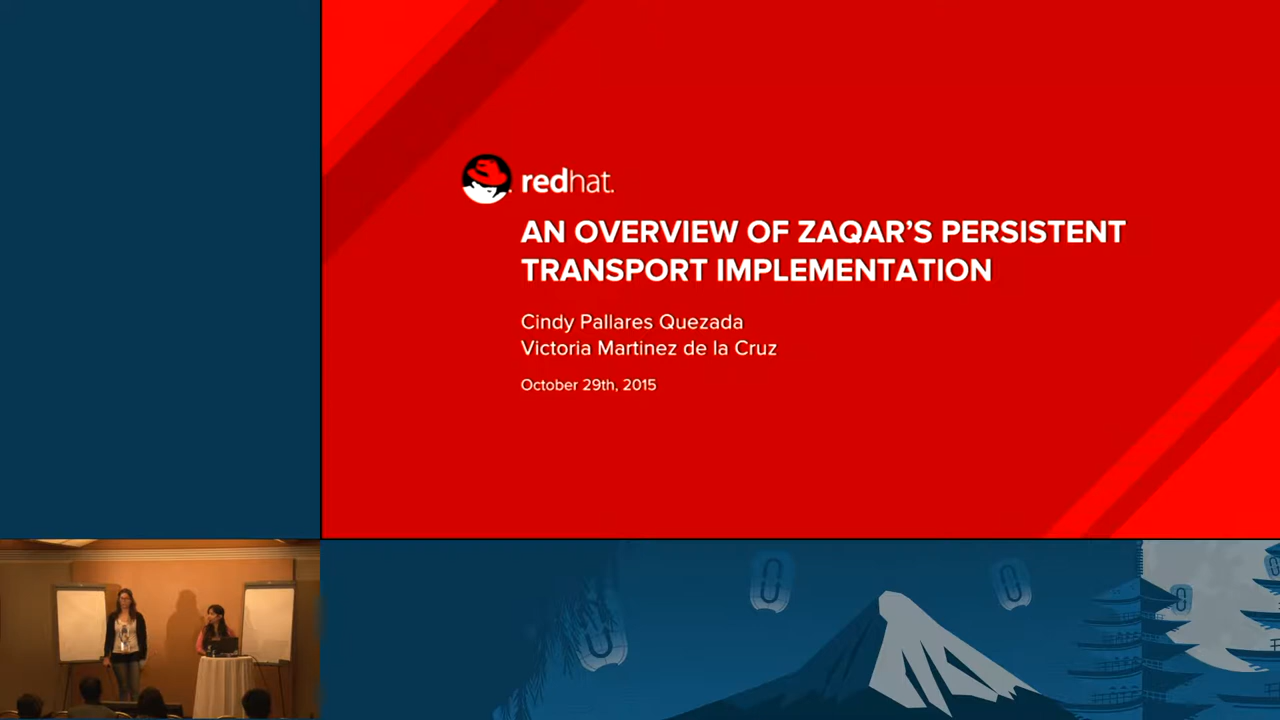 redhat.
AN OVERVIEW OF ZAQAR'S PERSISTENT
TRANSPORT IMPLEMENTATION
Cindy Pallares Quezada
Victoria Martinez de la Cruz
October 29th, 2015